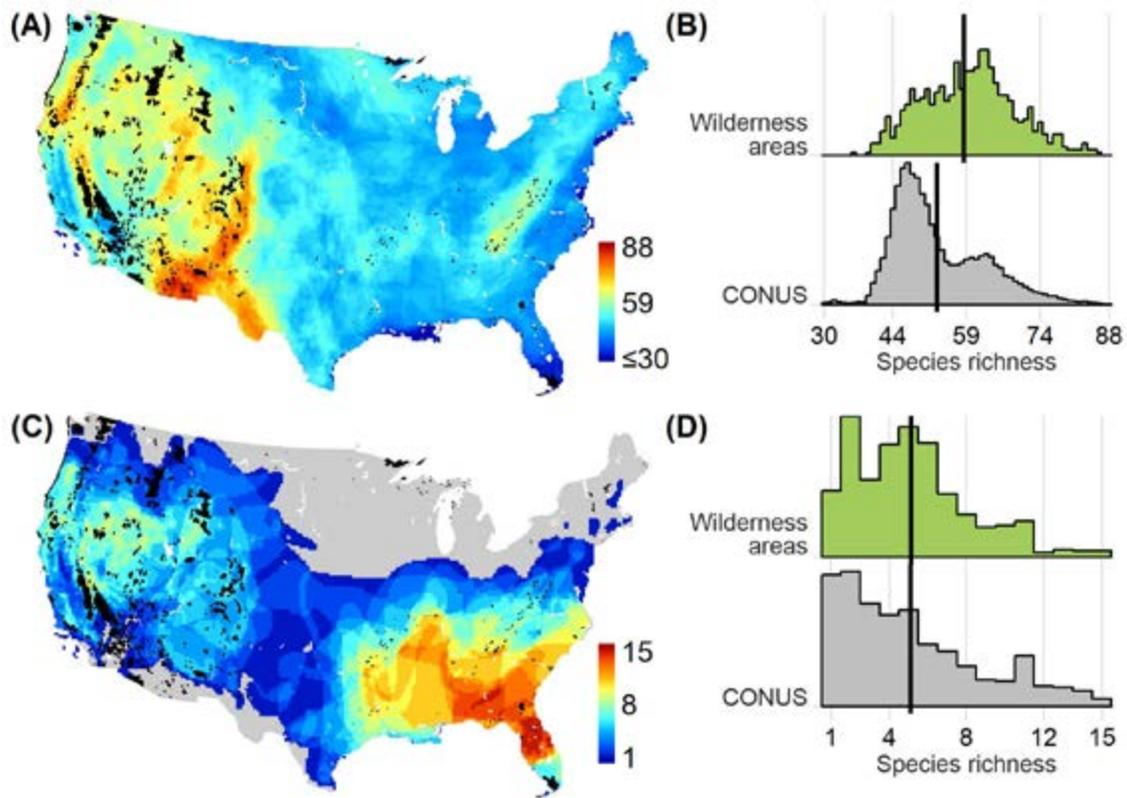 (A)
88
59
≤30
(B)
Wilderness
areas
CONUS
30 44 59 74 88
Species richness
(C)
15
8
1
(D)
Wilderness
areas
CONUS
1 4 8 12 15
Species richness